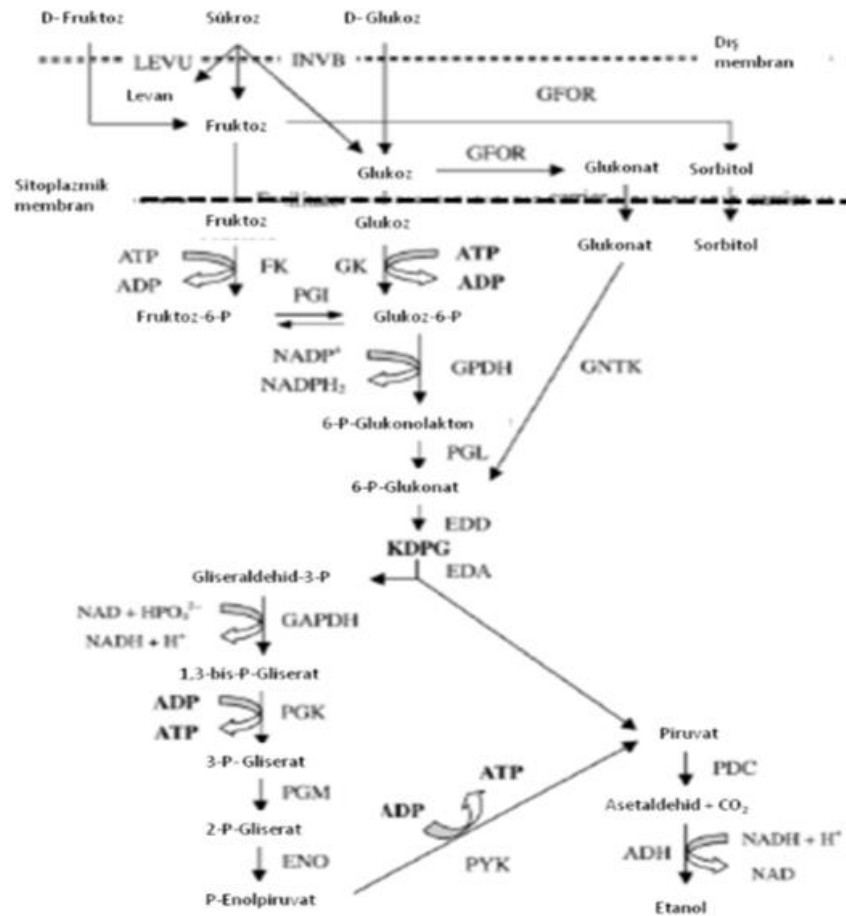 D- Fruktoz Sükroz D- Glukoz
LEVU INVB Dış
membran
Levan GFOR
Fruktoz
Glukoz GFOR Glukonat Sorbitol
Sitoplazmik
membran
Fruktoz Glukoz
Glukonat Sorbitol
ATP FK GK ATP
ADP ADP
PGI
Fruktoz-6-P Glukoz-6-P
NADP⁺ GPDH GNTK
NADPH₂
6-P-Glukonolakton
PGL
6-P-Glukonat
EDD
KDPG
Gliseraldehid-3-P EDA
NAD + HPO₃²⁻ GAPDH
NADH + H⁺
1,3-bis-P-Gliserat
ADP PGK
ATP
Piruvat
3-P- Gliserat
ATP PDC
PGM
ADP Asetaldehid + CO₂
2-P-Gliserat
NADH + H⁺
ENO PYK ADH
NAD
P-Enolpiruvat Etanol